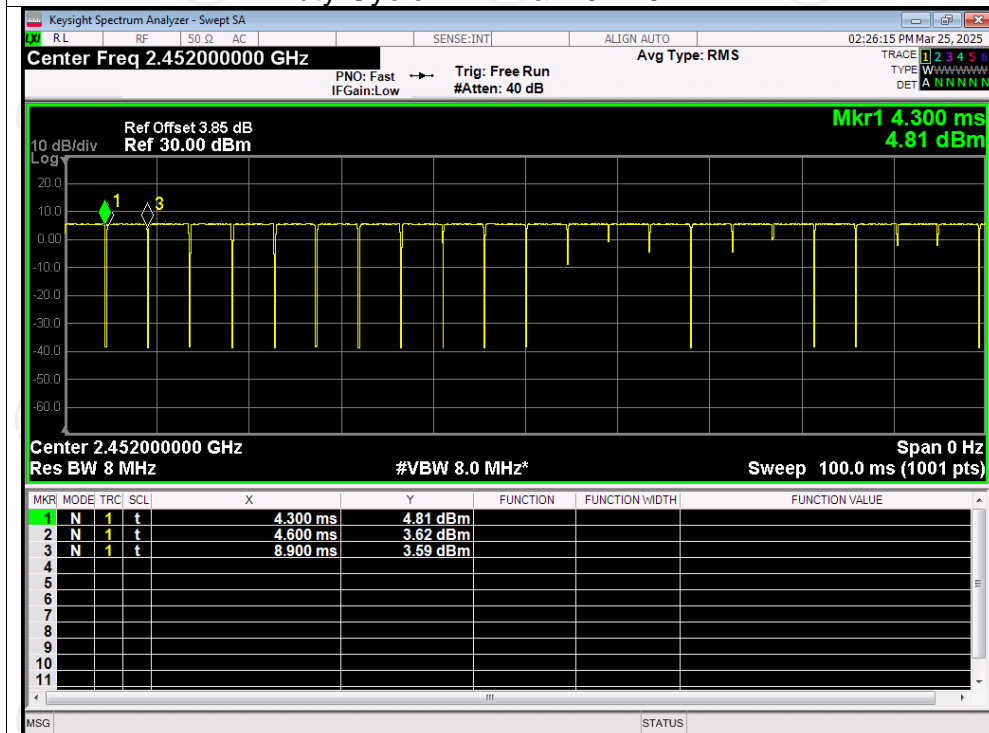 Keysight Spectrum Analyzer - Swept SA
RL RF 50 Ω AC SENSE:INT ALIGN AUTO 02:26:15 PM Mar 25, 2025
Center Freq 2.452000000 GHz
PNO: Fast
IFGain:Low
Trig: Free Run
#Atten: 40 dB
Avg Type: RMS
TRACE 1 2 3 4 5 6
TYPE WWWWWW
DET A N N N N N
Mkr1 4.300 ms
4.81 dBm
Ref Offset 3.85 dB
10 dB/div Ref 30.00 dBm
Log
20.0
10.0
0.00
-10.0
-20.0
-30.0
-40.0
-50.0
-60.0
1
3
Center 2.452000000 GHz Span 0 Hz
Res BW 8 MHz #VBW 8.0 MHz* Sweep 100.0 ms (1001 pts)
MKR MODE TRC SCL X Y FUNCTION FUNCTION WIDTH FUNCTION VALUE
1 N 1 t 4.300 ms 4.81 dBm
2 N 1 t 4.600 ms 3.62 dBm
3 N 1 t 8.900 ms 3.59 dBm
4
5
6
7
8
9
10
11
MSG STATUS